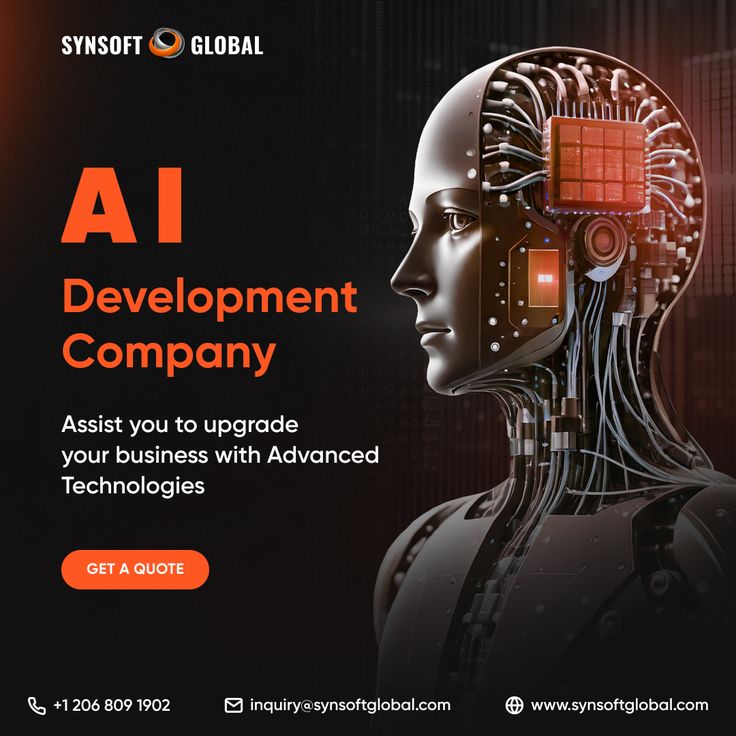 SYNSOFT GLOBAL
AI
Development
Company
Assist you to upgrade
your business with Advanced
Technologies
GET A QUOTE
+1 206 809 1902
inquiry@synsoftglobal.com
www.synsoftglobal.com